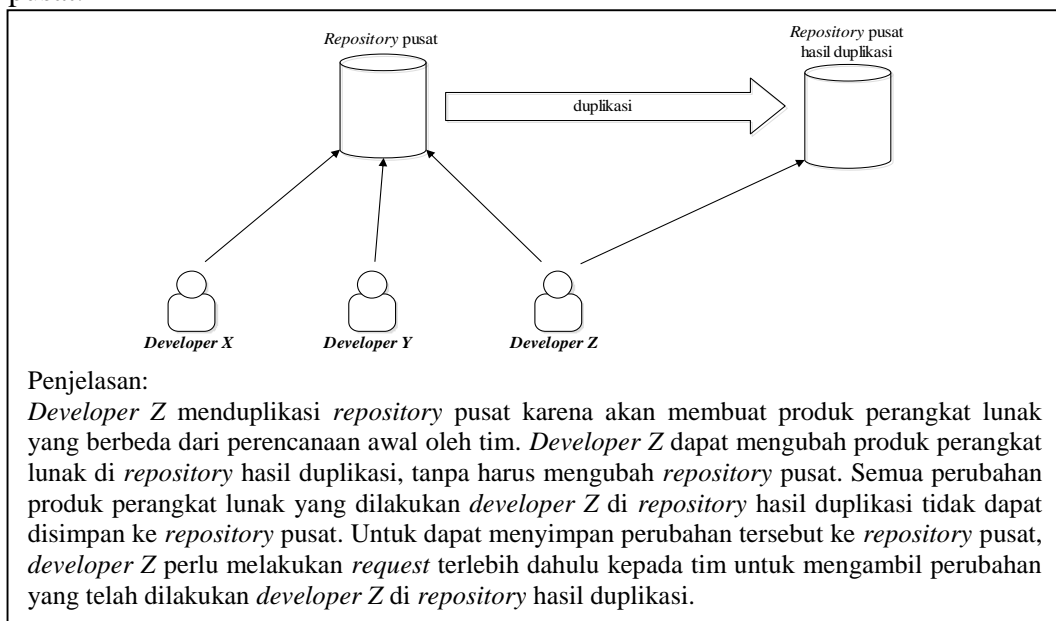 Repository pusat
Repository pusat
hasil duplikasi
duplikasi
Developer X
Developer Y
Developer Z
Penjelasan:
Developer Z menduplikasi repository pusat karena akan membuat produk perangkat lunak
yang berbeda dari perencanaan awal oleh tim. Developer Z dapat mengubah produk perangkat
lunak di repository hasil duplikasi, tanpa harus mengubah repository pusat. Semua perubahan
produk perangkat lunak yang dilakukan developer Z di repository hasil duplikasi tidak dapat
disimpan ke repository pusat. Untuk dapat menyimpan perubahan tersebut ke repository pusat,
developer Z perlu melakukan request terlebih dahulu kepada tim untuk mengambil perubahan
yang telah dilakukan developer Z di repository hasil duplikasi.